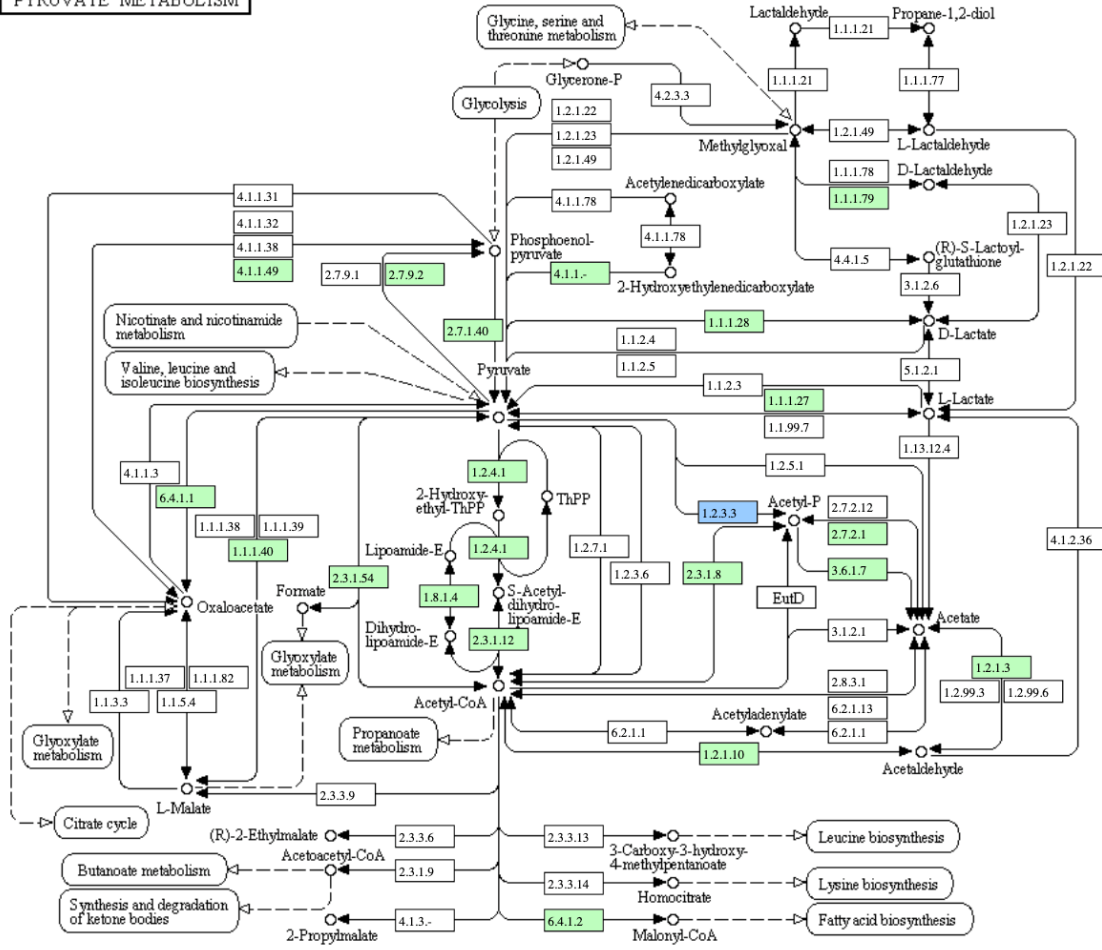 PYRUVATE METABOLISM
Glycine, serine and
threonine metabolism
Lactaldehyde
Propane-1,2-diol
1.1.1.21
Glycerone-P
1.1.1.21
1.1.1.77
Glycolysis
4.2.3.3
1.2.1.22
1.2.1.23
1.2.1.49
1.2.1.49
Methylglyoxal
L-Lactaldehyde
1.1.1.78
D-Lactaldehyde
1.1.1.79
Acetylenedicarboxylate
4.1.1.31
4.1.1.78
4.1.1.32
1.2.1.23
4.1.1.38
Phosphoenol-
pyruvate
4.1.1.78
(R)-S-Lactoyl-
glutathione
4.1.1.49
2.7.9.1
2.7.9.2
4.1.1.-
4.4.1.5
1.2.1.22
2-Hydroxyethylenedicarboxylate
3.1.2.6
Nicotinate and nicotinamide
metabolism
2.7.1.40
1.1.1.28
D-Lactate
1.1.2.4
1.1.2.5
Valine, leucine and
isoleucine biosynthesis
Pyruvate
5.1.2.1
1.1.2.3
1.1.1.27
L-Lactate
1.1.99.7
1.13.12.4
4.1.1.3
1.2.4.1
1.2.5.1
6.4.1.1
2-Hydroxy-
ethyl-ThPP
ThPP
1.2.3.3
Acetyl-P
2.7.2.12
1.1.1.38
1.1.1.39
2.7.2.1
1.1.1.40
Lipoamide-E
1.2.4.1
1.2.7.1
4.1.2.36
2.3.1.54
1.2.3.6
2.3.1.8
3.6.1.7
Formate
1.8.1.4
S-Acetyl-
dihydro-
lipoamide-E
EutD
Oxaloacetate
Acetate
Dihydro-
lipoamide-E
2.3.1.12
3.1.2.1
Glyoxylate
metabolism
1.2.1.3
1.1.1.37
1.1.1.82
2.8.3.1
1.1.3.3
1.1.5.4
1.2.99.3
1.2.99.6
Acetyl-CoA
6.2.1.13
Glyoxylate
metabolism
Propanoate
metabolism
Acetyladenylate
6.2.1.1
6.2.1.1
1.2.1.10
Acetaldehyde
L-Malate
2.3.3.9
Citrate cycle
(R)-2-Ethylmalate
2.3.3.6
2.3.3.13
Leucine biosynthesis
Acetoacetyl-CoA
3-Carboxy-3-hydroxy-
4-methylpentanoate
Butanoate metabolism
2.3.1.9
2.3.3.14
Lysine biosynthesis
Homocitrate
Synthesis and degradation
of ketone bodies
4.1.3.-
6.4.1.2
Fatty acid biosynthesis
2-Propylmalate
Malonyl-CoA